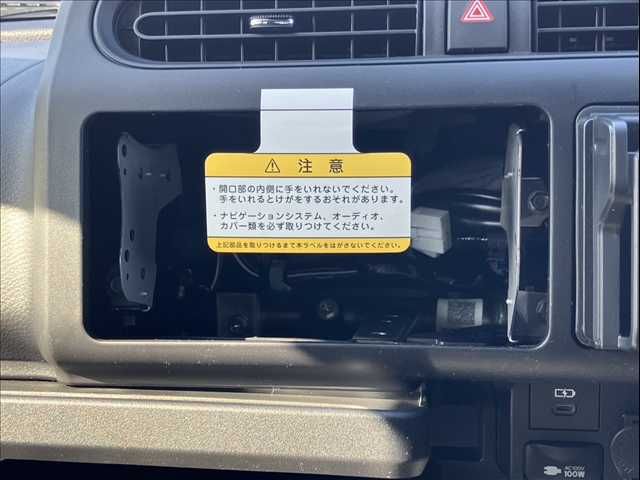 注意
・開口部の内側に手をいれないでください。
手をいれるとけがをするおそれがあります。
・ナビゲーションシステム、オーディオ、
カバー類を必ず取りつけてください。
上記部品を取りつけるまで本ラベルをはがさないでください。
AC100V
100W